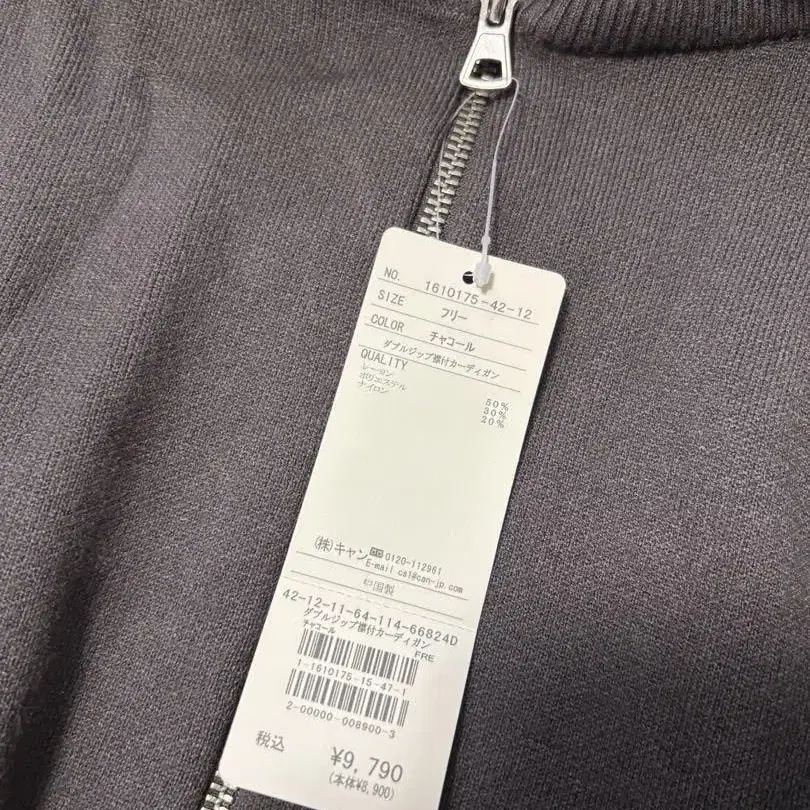 NO. 1610175-42-12
SIZE フリー
COLOR チャコール
ダブルジップ襟付カーディガン
QUALITY
レーヨン 50%
ポリエステル 30%
ナイロン 20%
(株)キャン 0120-112961
E-mail cs1@can-jp.com
中国製
42-12-11-64-114-66824D
ダブルジップ襟付カーディガン
チャコール FRE
1-1610175-15-47-1
2-00000-008900-3
税込 ¥9,790
(本体¥8,900)